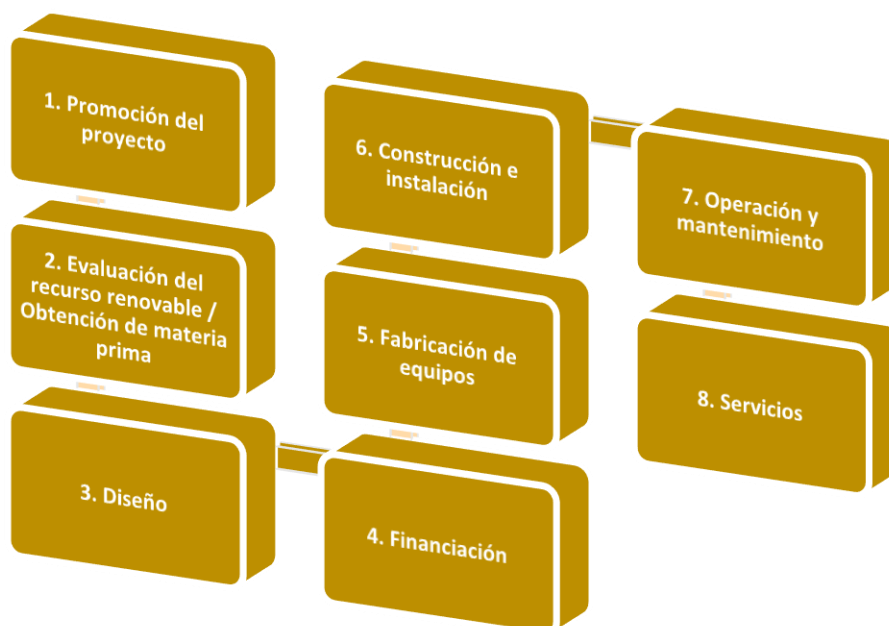 1. Promoción del
proyecto
2. Evaluación del
recurso renovable /
Obtención de materia
prima
3. Diseño
4. Financiación
5. Fabricación de
equipos
6. Construcción e
instalación
7. Operación y
mantenimiento
8. Servicios